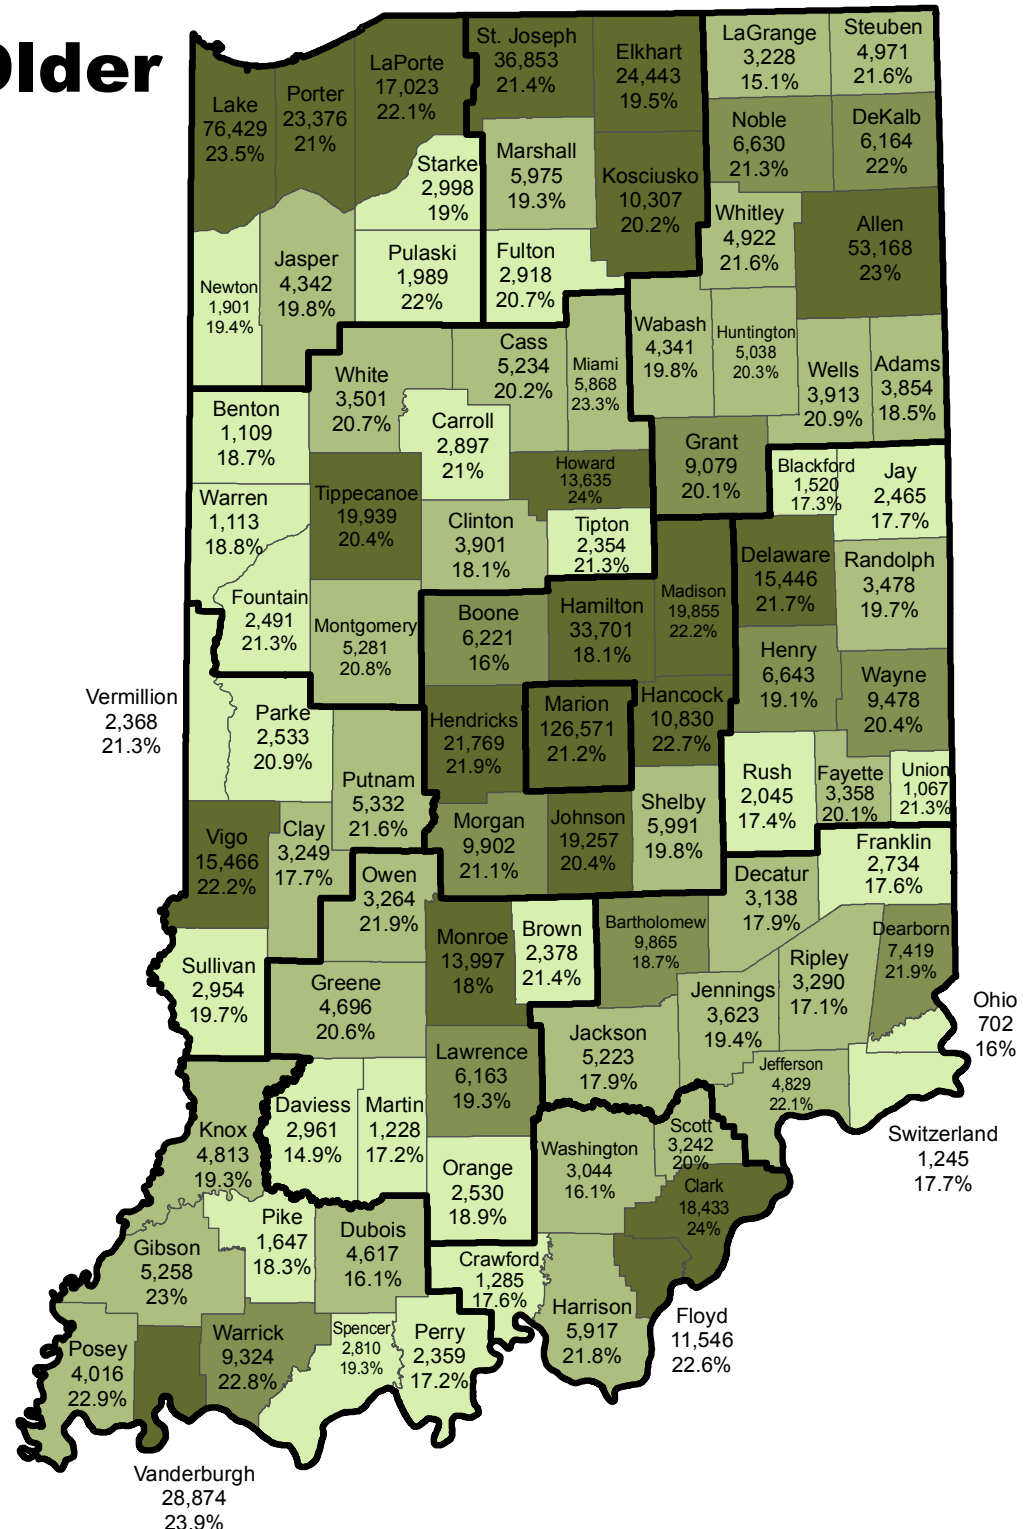 Older
St. Joseph
36,853
21.4%
Elkhart
24,443
19.5%
LaGrange
3,228
15.1%
Steuben
4,971
21.6%
LaPorte
17,023
22.1%
Porter
23,376
21%
Lake
76,429
23.5%
Noble
6,630
21.3%
DeKalb
6,164
22%
Starke
2,998
19%
Marshall
5,975
19.3%
Kosciusko
10,307
20.2%
Whitley
4,922
21.6%
Allen
53,168
23%
Newton
1,901
19.4%
Jasper
4,342
19.8%
Pulaski
1,989
22%
Fulton
2,918
20.7%
Wabash
4,341
19.8%
Huntington
5,038
20.3%
Wells
3,913
20.9%
Adams
3,854
18.5%
White
3,501
20.7%
Cass
5,234
20.2%
Miami
5,868
23.3%
Benton
1,109
18.7%
Carroll
2,897
21%
Grant
9,079
20.1%
Blackford
1,520
17.3%
Jay
2,465
17.7%
Warren
1,113
18.8%
Tippecanoe
19,939
20.4%
Howard
13,635
24%
Clinton
3,901
18.1%
Tipton
2,354
21.3%
Delaware
15,446
21.7%
Randolph
3,478
19.7%
Fountain
2,491
21.3%
Montgomery
5,281
20.8%
Boone
6,221
16%
Hamilton
33,701
18.1%
Madison
19,855
22.2%
Henry
6,643
19.1%
Wayne
9,478
20.4%
Vermillion
2,368
21.3%
Parke
2,533
20.9%
Putnam
5,332
21.6%
Hendricks
21,769
21.9%
Marion
126,571
21.2%
Hancock
10,830
22.7%
Rush
2,045
17.4%
Fayette
3,358
20.1%
Union
1,067
21.3%
Vigo
15,466
22.2%
Clay
3,249
17.7%
Morgan
9,902
21.1%
Johnson
19,257
20.4%
Shelby
5,991
19.8%
Franklin
2,734
17.6%
Owen
3,264
21.9%
Decatur
3,138
17.9%
Sullivan
2,954
19.7%
Greene
4,696
20.6%
Monroe
13,997
18%
Brown
2,378
21.4%
Bartholomew
9,865
18.7%
Dearborn
7,419
21.9%
Ripley
3,290
17.1%
Jennings
3,623
19.4%
Ohio
702
16%
Jackson
5,223
17.9%
Lawrence
6,163
19.3%
Jefferson
4,829
22.1%
Knox
4,813
19.3%
Daviess
2,961
14.9%
Martin
1,228
17.2%
Switzerland
1,245
17.7%
Washington
3,044
16.1%
Scott
3,242
20%
Orange
2,530
18.9%
Clark
18,433
24%
Pike
1,647
18.3%
Dubois
4,617
16.1%
Gibson
5,258
23%
Crawford
1,285
17.6%
Harrison
5,917
21.8%
Floyd
11,546
22.6%
Posey
4,016
22.9%
Warrick
9,324
22.8%
Spencer
2,810
19.3%
Perry
2,359
17.2%
Vanderburgh
28,874
23.9%